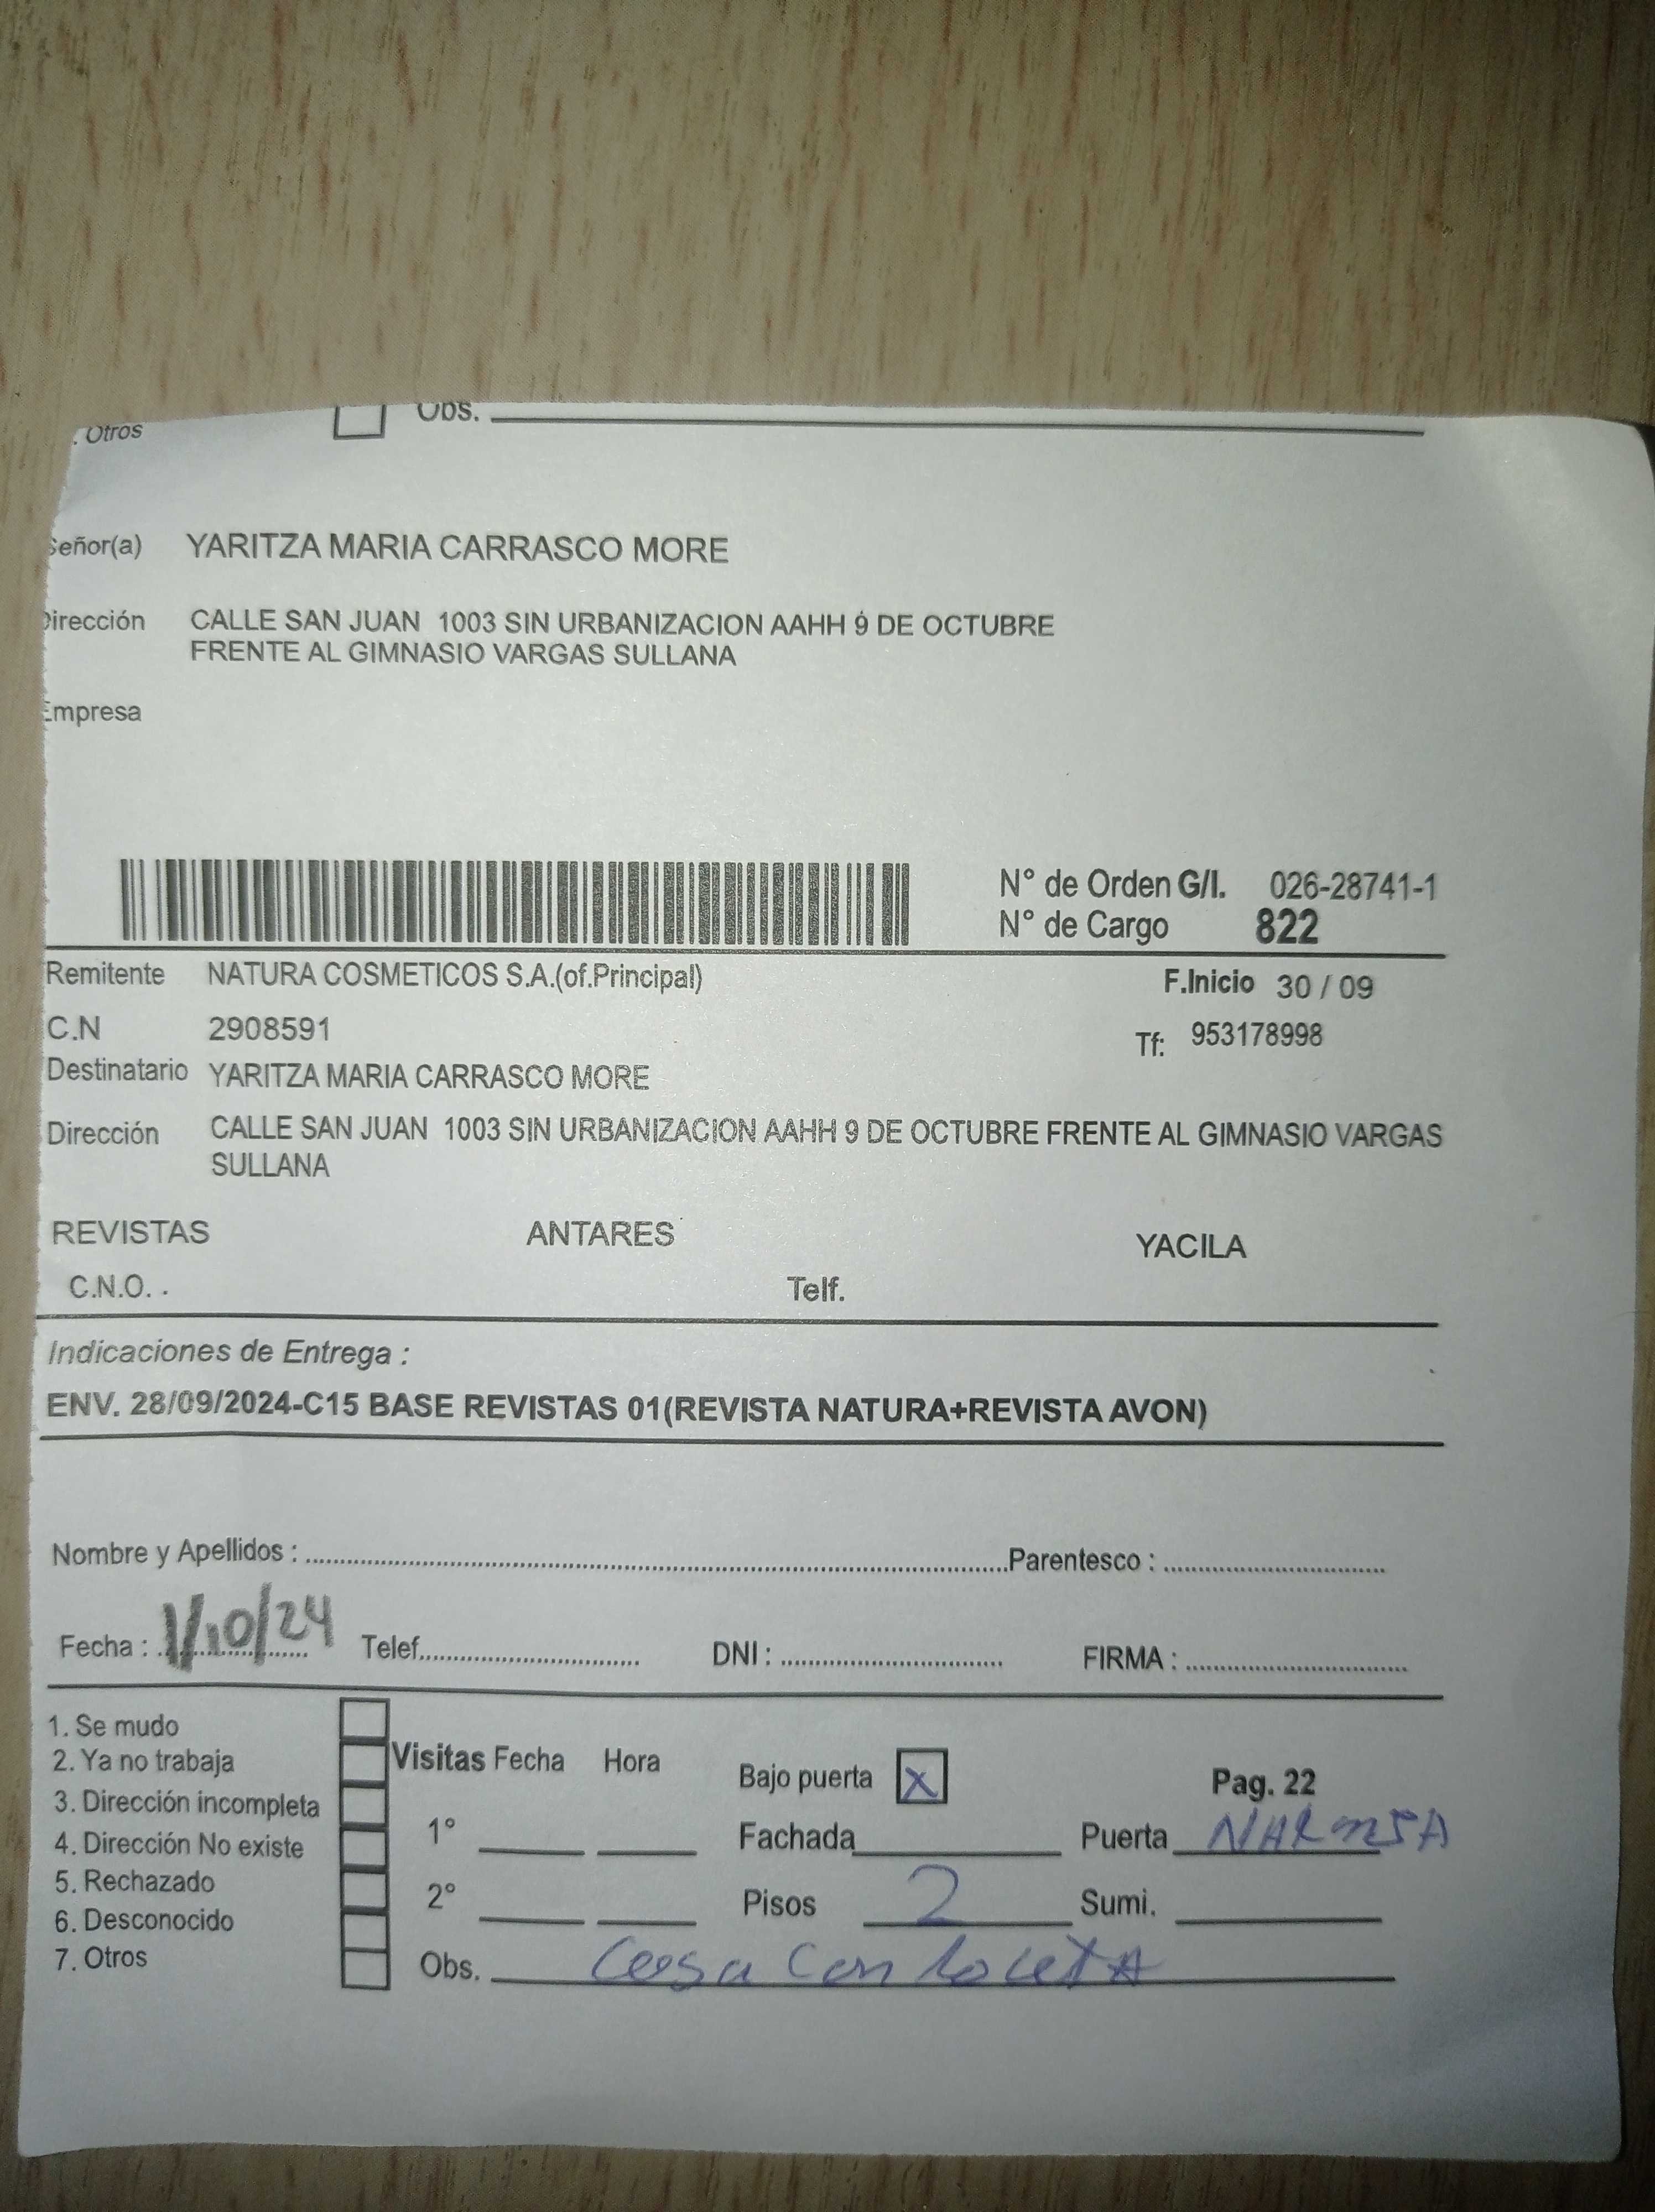 . Otros Obs.
Señor(a) YARITZA MARIA CARRASCO MORE
Dirección CALLE SAN JUAN 1003 SIN URBANIZACION AAHH 9 DE OCTUBRE
FRENTE AL GIMNASIO VARGAS SULLANA
Empresa
N° de Orden G/I. 026-28741-1
N° de Cargo 822
Remitente NATURA COSMETICOS S.A.(of.Principal) F.Inicio 30 / 09
C.N 2908591 Tf: 953178998
Destinatario YARITZA MARIA CARRASCO MORE
Dirección CALLE SAN JUAN 1003 SIN URBANIZACION AAHH 9 DE OCTUBRE FRENTE AL GIMNASIO VARGAS
SULLANA
REVISTAS ANTARES YACILA
C.N.O. . Telf.
Indicaciones de Entrega :
ENV. 28/09/2024-C15 BASE REVISTAS 01(REVISTA NATURA+REVISTA AVON)
Nombre y Apellidos : Parentesco :
Fecha : 1/10/24 Telef. DNI : FIRMA :
1. Se mudo
2. Ya no trabaja Visitas Fecha Hora Bajo puerta X Pag. 22
3. Dirección incompleta
4. Dirección No existe 1° Fachada Puerta
5. Rechazado
6. Desconocido 2° Pisos 2 Sumi.
7. Otros Obs. Casa con loceta